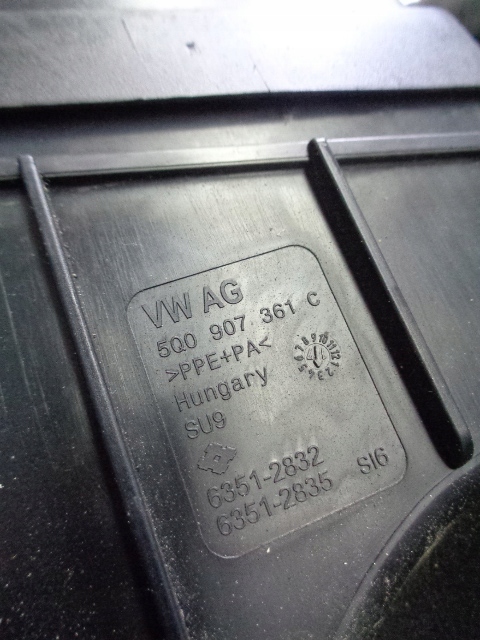 VW AG
5Q0 907 361 C
>PPE+PA<
Hungary
SU9
6351-2832
6351-2835 SI6